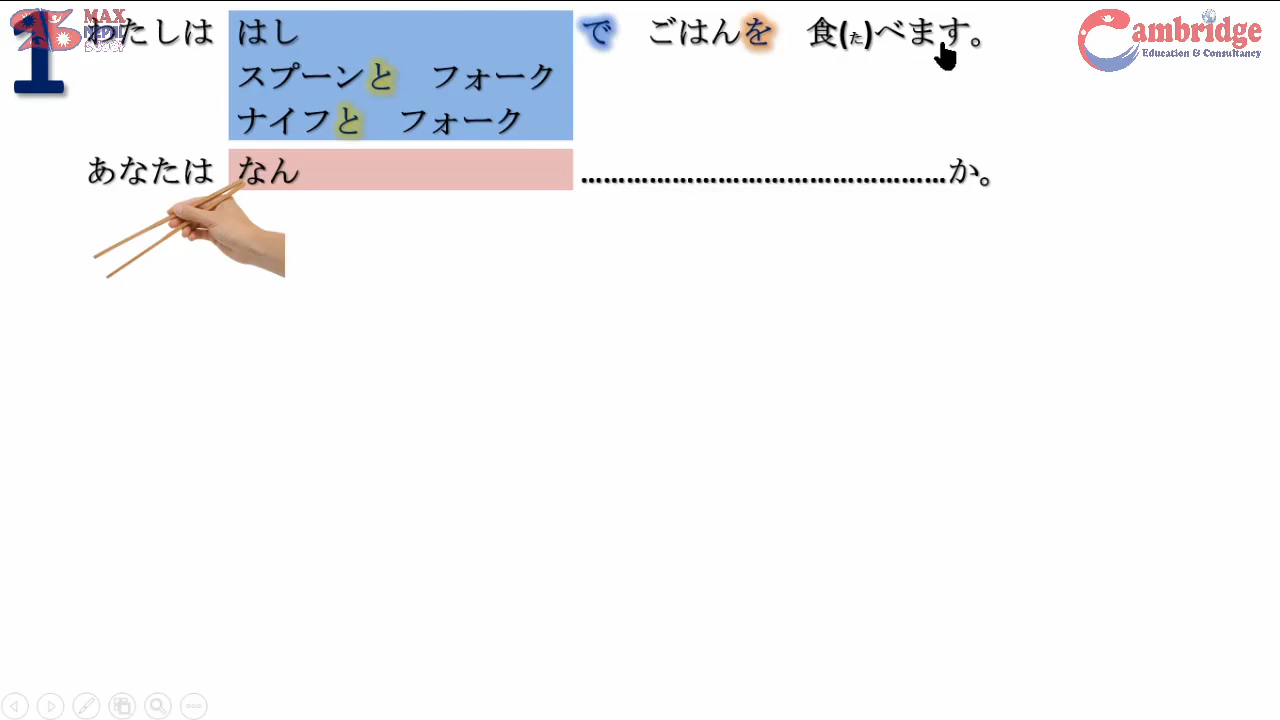 1
わたしは はし で ごはんを 食(た)べます。
スプーンと フォーク
ナイフと フォーク
あなたは なん ……………………………………………か。
MAX
NEPAL
Cambridge
Education & Consultancy